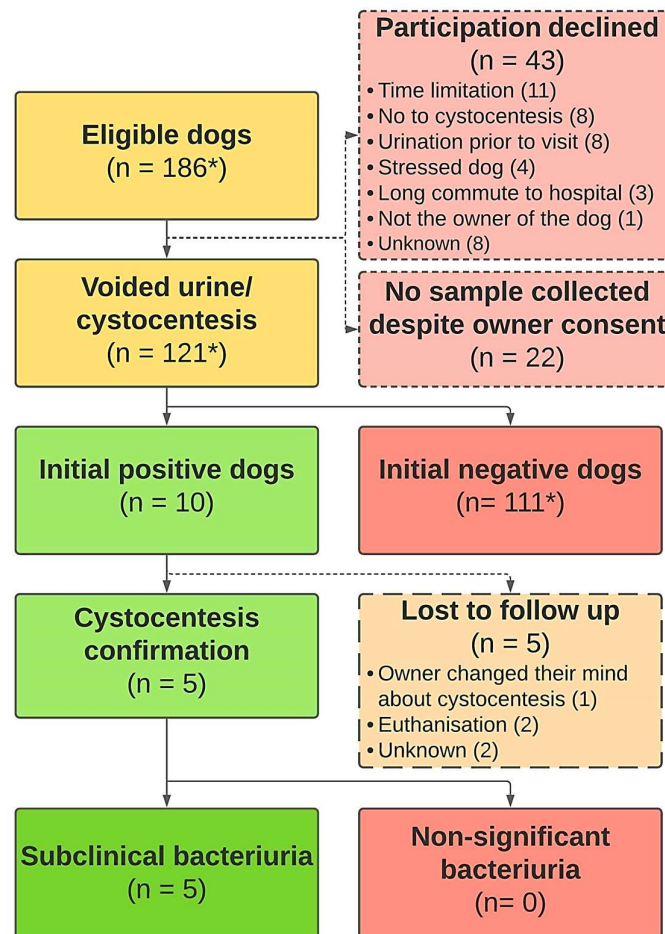 Eligible dogs
(n = 186*)
Participation declined
(n = 43)
• Time limitation (11)
• No to cystocentesis (8)
• Urination prior to visit (8)
• Stressed dog (4)
• Long commute to hospital (3)
• Not the owner of the dog (1)
• Unknown (8)
Voided urine/
cystocentesis
(n = 121*)
No sample collected
despite owner consent
(n = 22)
Initial positive dogs
(n = 10)
Initial negative dogs
(n= 111*)
Cystocentesis
confirmation
(n = 5)
Lost to follow up
(n = 5)
• Owner changed their mind
about cystocentesis (1)
• Euthanisation (2)
• Unknown (2)
Subclinical bacteriuria
(n = 5)
Non-significant
bacteriuria
(n= 0)